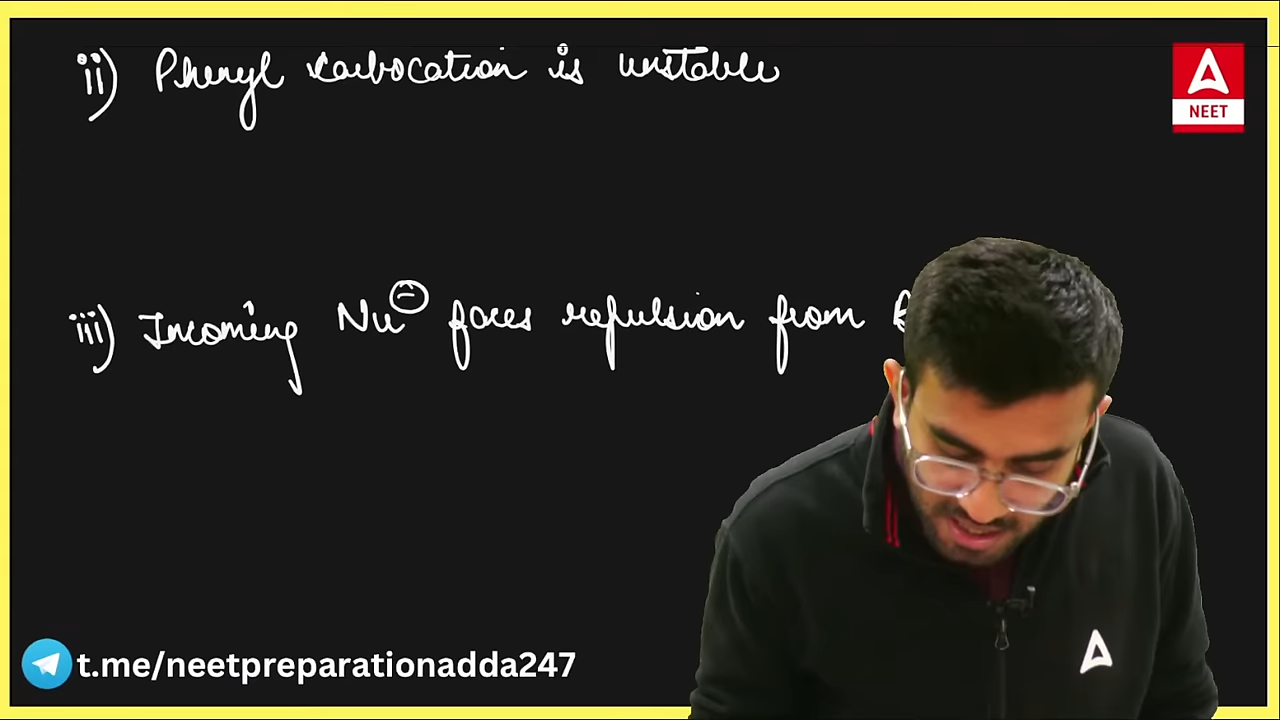 ii) Phenyl carbocation is unstable
NEET
iii) Incoming Nu⊖ faces repulsion from
t.me/neetpreparationadda247